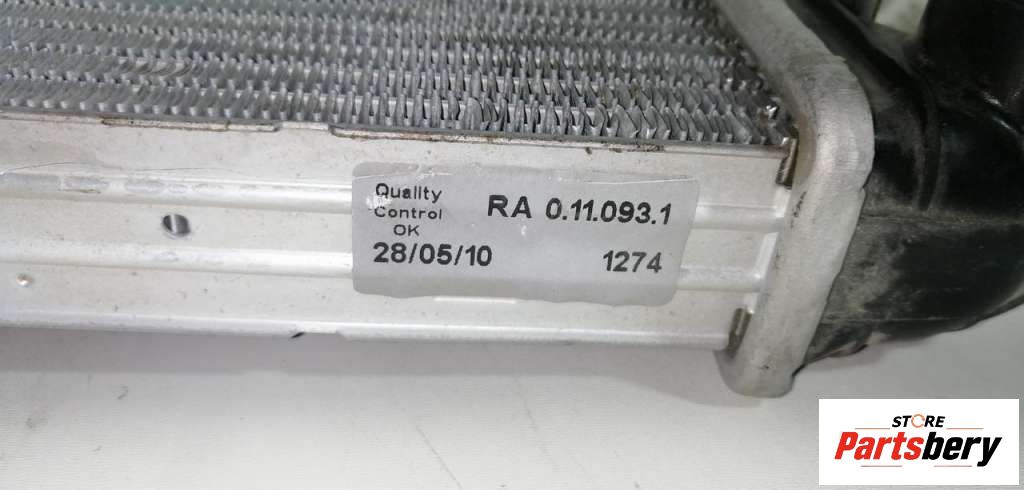 Quality
Control
OK
RA 0.11.093.1
28/05/10
1274
STORE
Partsbery